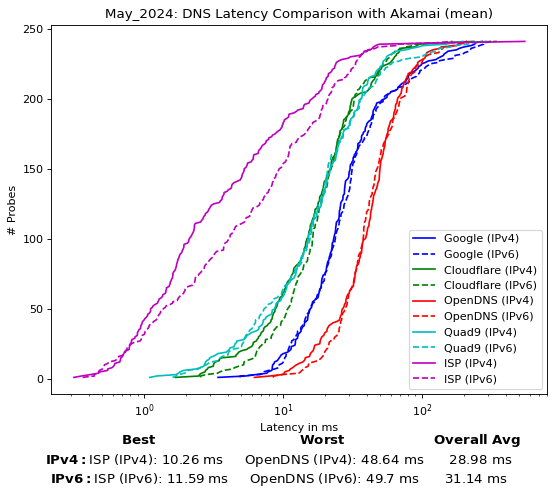 May_2024: DNS Latency Comparison with Akamai (mean)
250
200
150
100
50
0
# Probes
10⁰
10¹
10²
Latency in ms
Google (IPv4)
Google (IPv6)
Cloudflare (IPv4)
Cloudflare (IPv6)
OpenDNS (IPv4)
OpenDNS (IPv6)
Quad9 (IPv4)
Quad9 (IPv6)
ISP (IPv4)
ISP (IPv6)
Best Worst Overall Avg
IPv4: ISP (IPv4): 10.26 ms OpenDNS (IPv4): 48.64 ms 28.98 ms
IPv6: ISP (IPv6): 11.59 ms OpenDNS (IPv6): 49.7 ms 31.14 ms